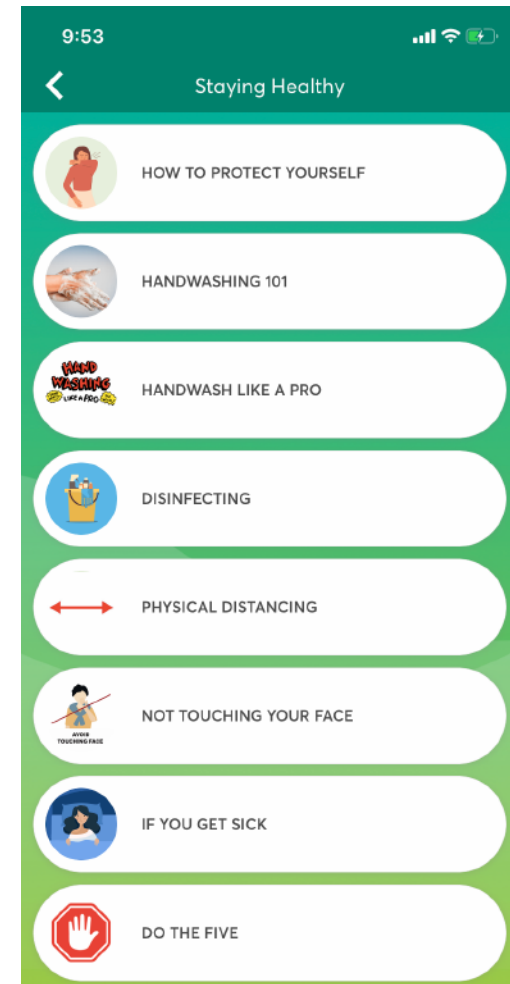 9:53
Staying Healthy
HOW TO PROTECT YOURSELF
HANDWASHING 101
HAND
WASHING
LIKE A PRO
HANDWASH LIKE A PRO
DISINFECTING
PHYSICAL DISTANCING
AVOID
TOUCHING FACE
NOT TOUCHING YOUR FACE
IF YOU GET SICK
DO THE FIVE